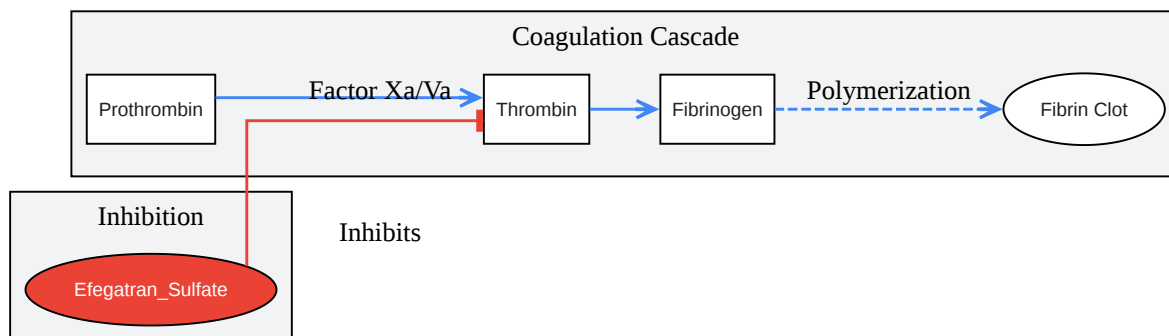 Coagulation Cascade
Prothrombin
Factor Xa/Va
Thrombin
Fibrinogen
Polymerization
Fibrin Clot
Inhibition
Inhibits
Efegatran_Sulfate